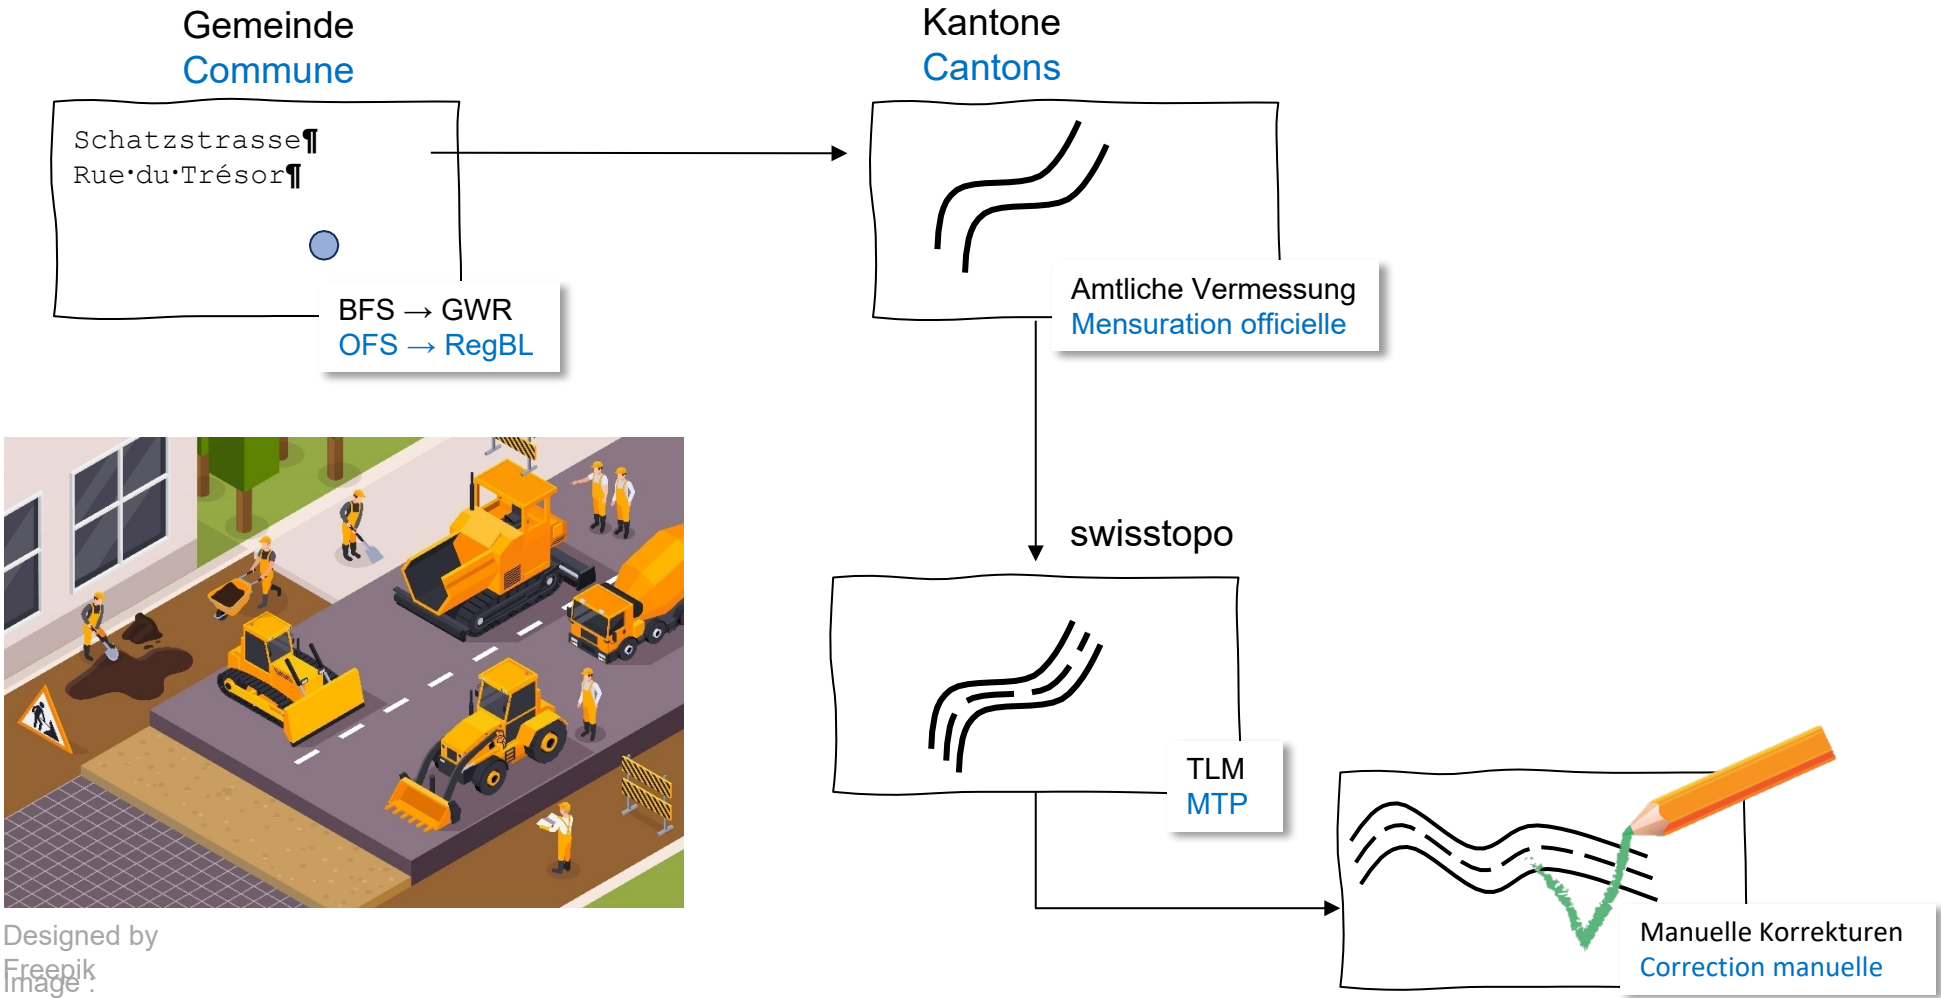 Gemeinde
Commune
Schatzstrasse¶
Rue·du·Trésor¶
BFS → GWR
OFS → RegBL
Kantone
Cantons
Amtliche Vermessung
Mensuration officielle
swisstopo
TLM
MTP
Manuelle Korrekturen
Correction manuelle
Designed by
Freepik
Image :